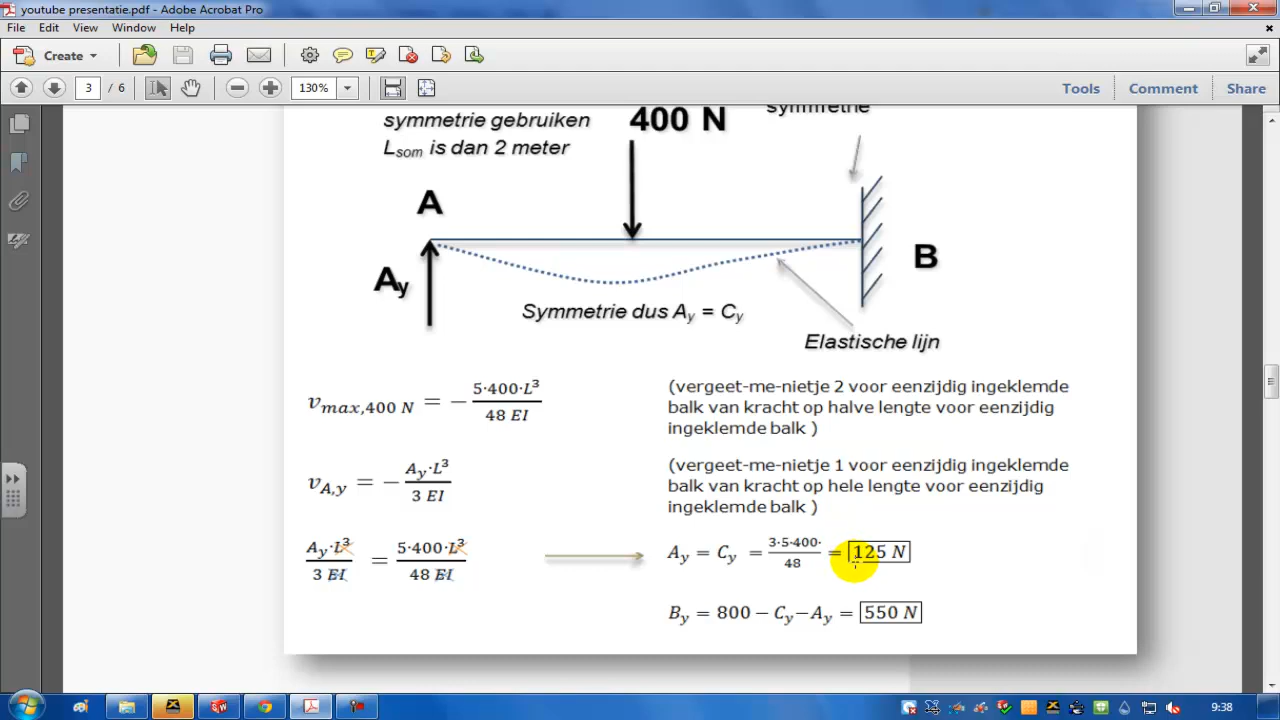 youtube presentatie.pdf - Adobe Acrobat Pro
File Edit View Window Help
Create
3 / 6 130% Tools Comment Share
symmetrie gebruiken
L_som is dan 2 meter
400 N
symmetrie
A
B
A_y
Symmetrie dus A_y = C_y
Elastische lijn
v_max,400 N = − 5·400·L³ / 48 EI
(vergeet-me-nietje 2 voor eenzijdig ingeklemde
balk van kracht op halve lengte voor eenzijdig
ingeklemde balk )
v_A,y = − A_y·L³ / 3 EI
(vergeet-me-nietje 1 voor eenzijdig ingeklemde
balk van kracht op hele lengte voor eenzijdig
ingeklemde balk )
A_y·L³ / 3 EI = 5·400·L³ / 48 EI
A_y = C_y = 3·5·400· / 48 = 125 N
B_y = 800 − C_y−A_y = 550 N
9:38